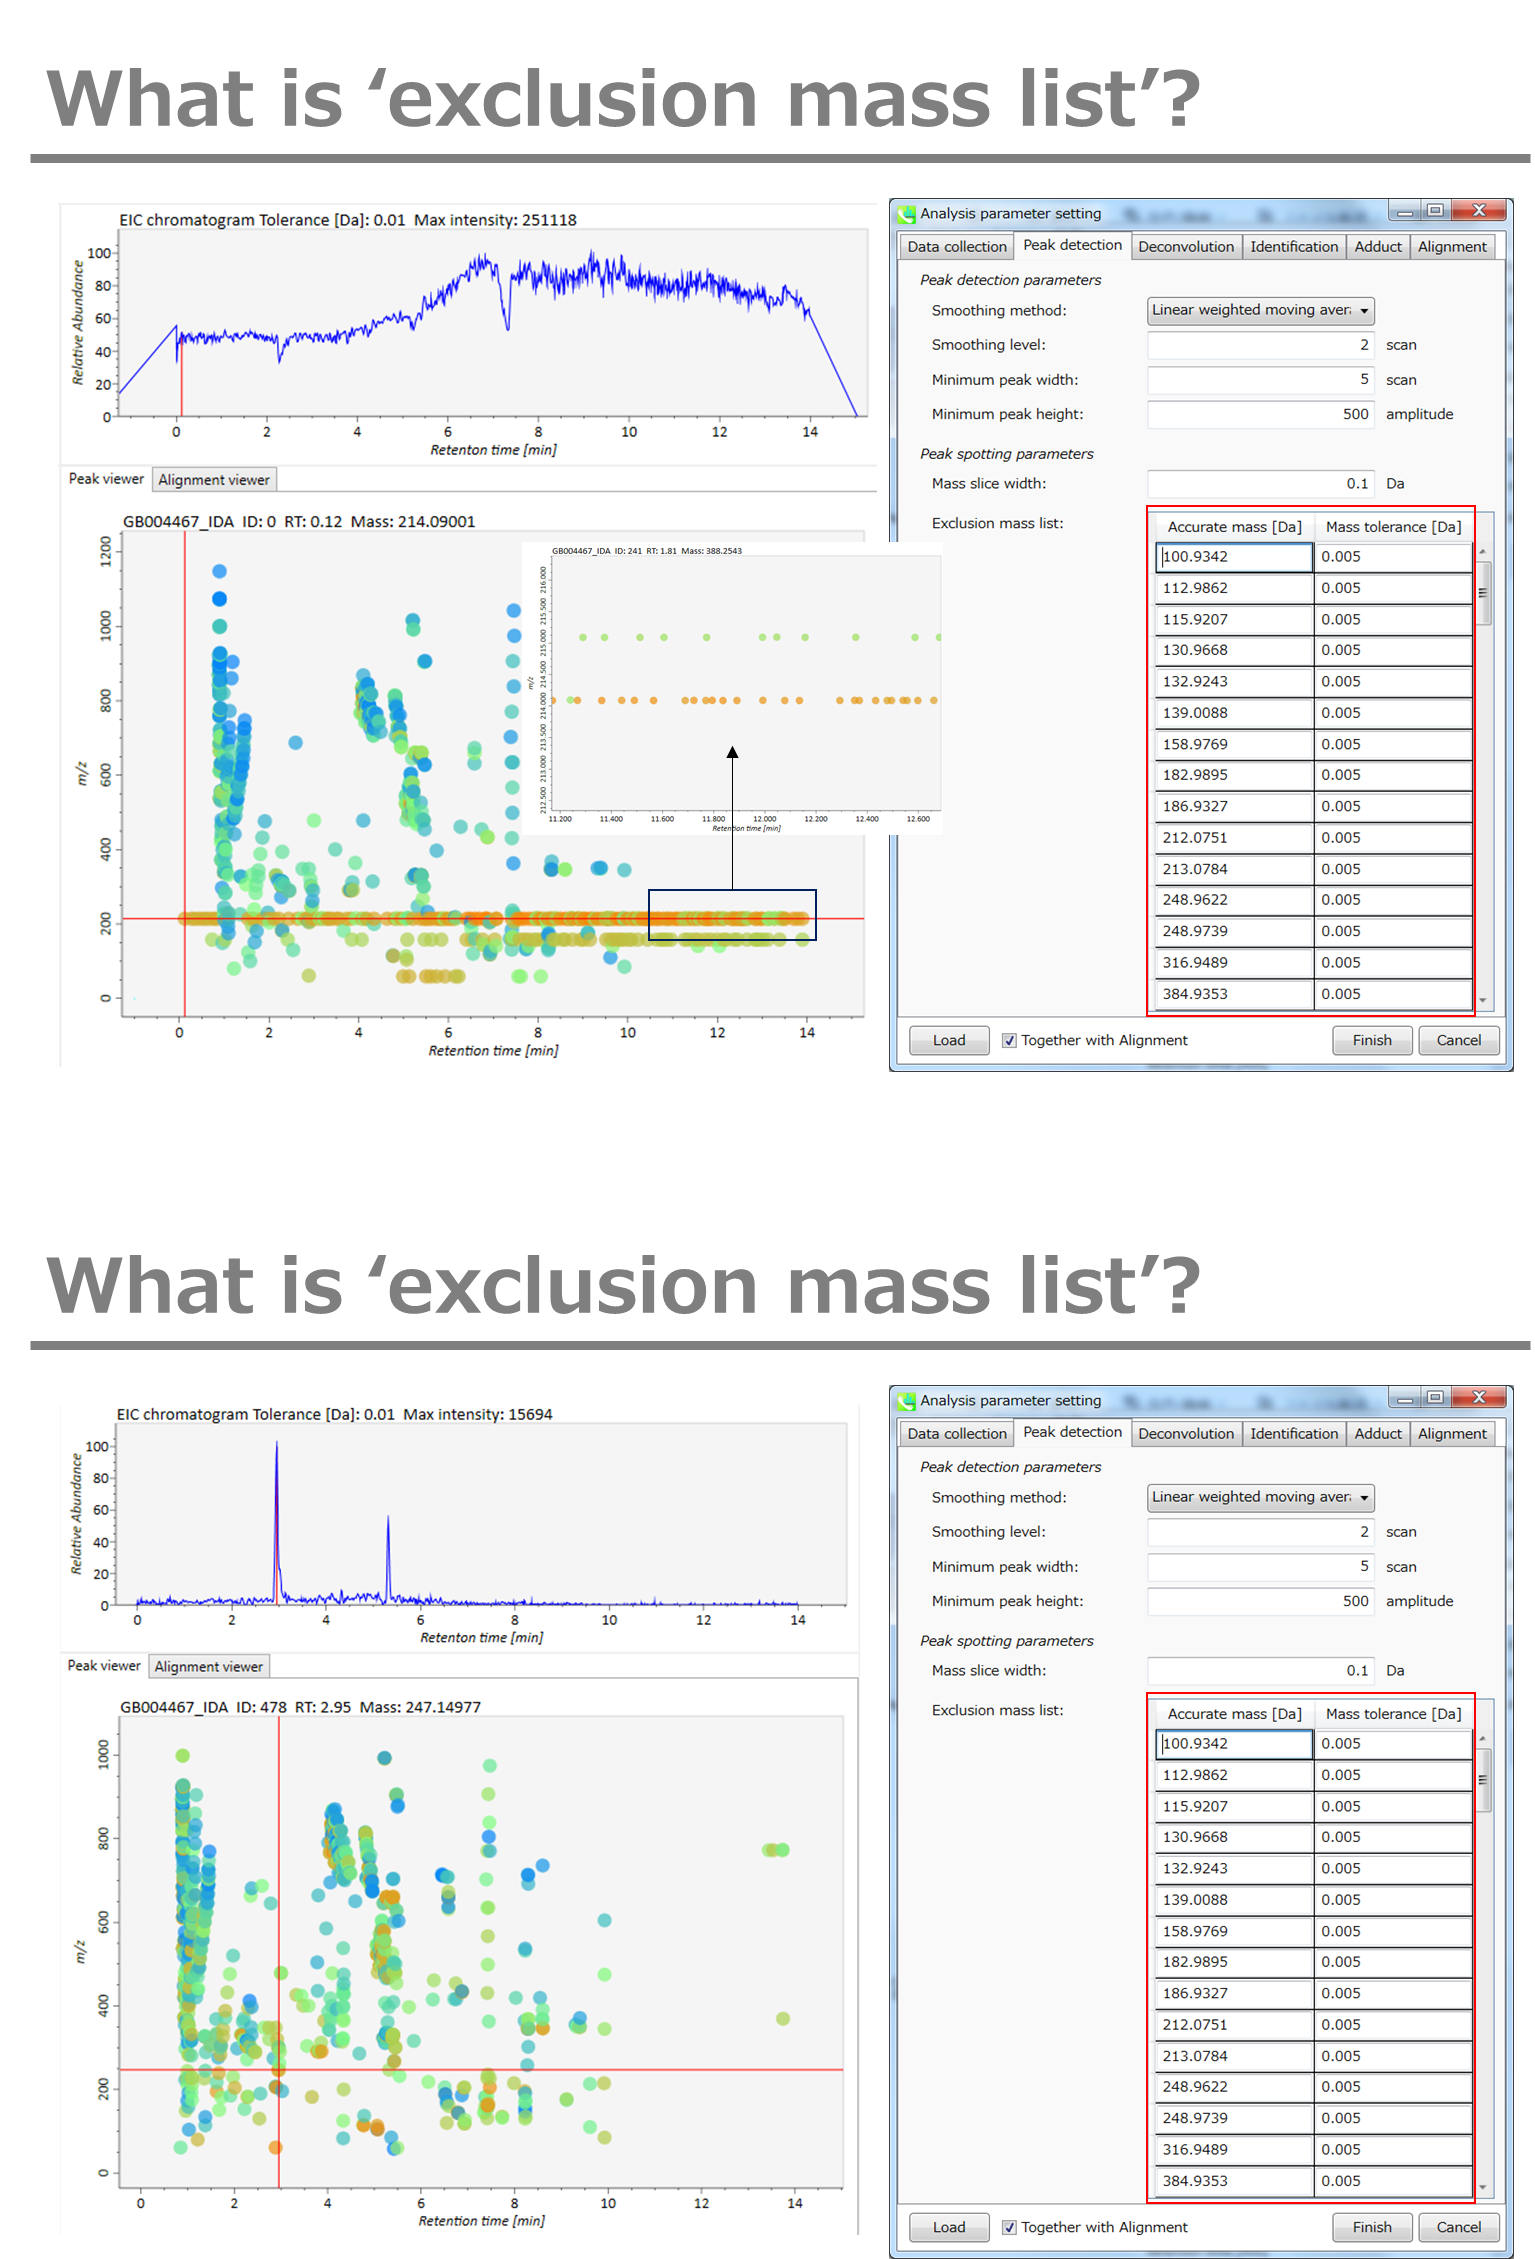 What is ‘exclusion mass list’?
EIC chromatogram Tolerance [Da]: 0.01 Max intensity: 251118
Relative Abundance
100
80
60
40
20
0
0 2 4 6 8 10 12 14
Retenton time [min]
Peak viewer Alignment viewer
GB004467_IDA ID: 0 RT: 0.12 Mass: 214.09001
m/z
1200
1000
800
600
400
200
0
0 2 4 6 8 10 12 14
Retention time [min]
GB004467_IDA ID: 241 RT: 1.81 Mass: 388.2543
m/z
216.000
215.500
215.000
214.500
214.000
213.500
213.000
212.500
11.200 11.400 11.600 11.800 12.000 12.200 12.400 12.600
Retention time [min]
Analysis parameter setting
Data collection Peak detection Deconvolution Identification Adduct Alignment
Peak detection parameters
Smoothing method: Linear weighted moving avera
Smoothing level: 2 scan
Minimum peak width: 5 scan
Minimum peak height: 500 amplitude
Peak spotting parameters
Mass slice width: 0.1 Da
Exclusion mass list: Accurate mass [Da] Mass tolerance [Da]
100.9342 0.005
112.9862 0.005
115.9207 0.005
130.9668 0.005
132.9243 0.005
139.0088 0.005
158.9769 0.005
182.9895 0.005
186.9327 0.005
212.0751 0.005
213.0784 0.005
248.9622 0.005
248.9739 0.005
316.9489 0.005
384.9353 0.005
Load Together with Alignment Finish Cancel
What is ‘exclusion mass list’?
EIC chromatogram Tolerance [Da]: 0.01 Max intensity: 15694
Relative Abundance
100
80
60
40
20
0
0 2 4 6 8 10 12 14
Retenton time [min]
Peak viewer Alignment viewer
GB004467_IDA ID: 478 RT: 2.95 Mass: 247.14977
m/z
1000
800
600
400
200
0
0 2 4 6 8 10 12 14
Retention time [min]
Analysis parameter setting
Data collection Peak detection Deconvolution Identification Adduct Alignment
Peak detection parameters
Smoothing method: Linear weighted moving avera
Smoothing level: 2 scan
Minimum peak width: 5 scan
Minimum peak height: 500 amplitude
Peak spotting parameters
Mass slice width: 0.1 Da
Exclusion mass list: Accurate mass [Da] Mass tolerance [Da]
100.9342 0.005
112.9862 0.005
115.9207 0.005
130.9668 0.005
132.9243 0.005
139.0088 0.005
158.9769 0.005
182.9895 0.005
186.9327 0.005
212.0751 0.005
213.0784 0.005
248.9622 0.005
248.9739 0.005
316.9489 0.005
384.9353 0.005
Load Together with Alignment Finish Cancel